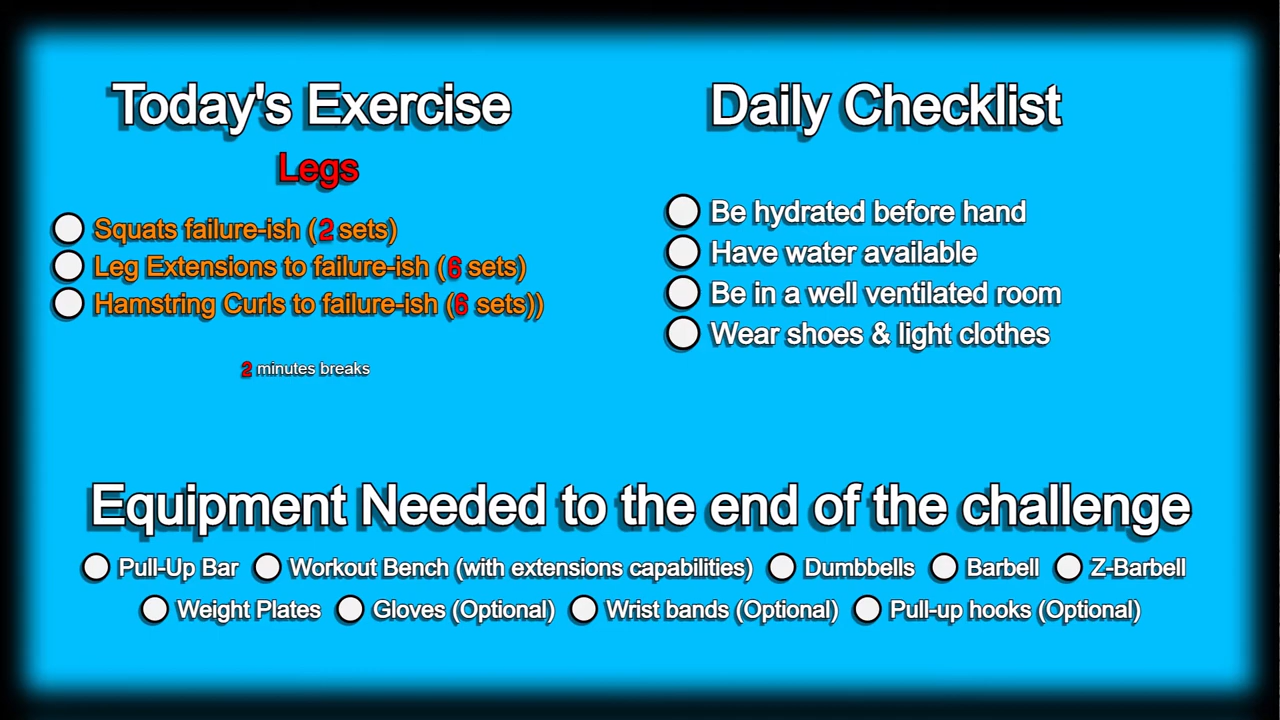 Today's Exercise
Legs
Squats failure-ish (2 sets)
Leg Extensions to failure-ish (6 sets)
Hamstring Curls to failure-ish (6 sets))
2 minutes breaks
Daily Checklist
Be hydrated before hand
Have water available
Be in a well ventilated room
Wear shoes & light clothes
Equipment Needed to the end of the challenge
Pull-Up Bar Workout Bench (with extensions capabilities) Dumbbells Barbell Z-Barbell
Weight Plates Gloves (Optional) Wrist bands (Optional) Pull-up hooks (Optional)